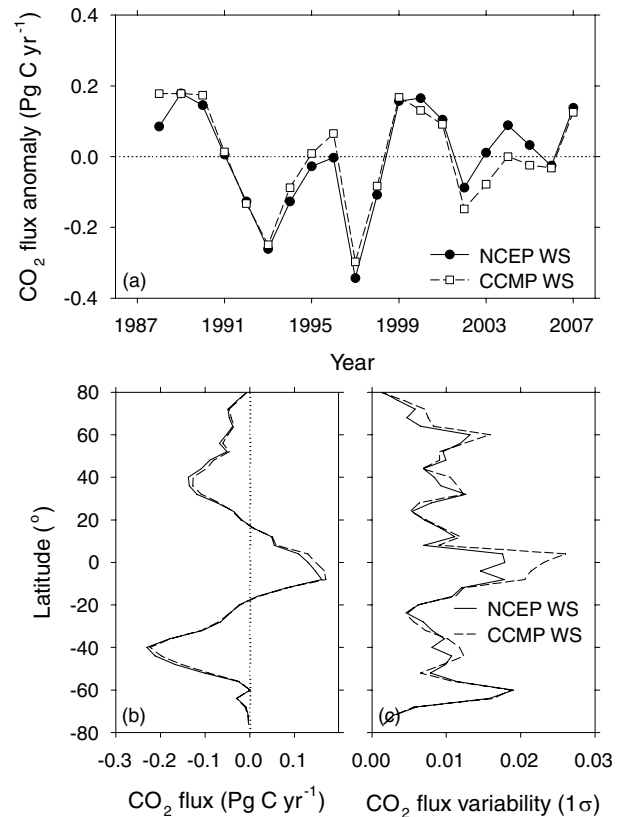 0.4
0.2
0.0
-0.2
-0.4
CO2 flux anomaly (Pg C yr-1)
(a)
NCEP WS
CCMP WS
1987 1991 1995 1999 2003 2007
Year
80
60
40
20
0
-20
-40
-60
-80
Latitude (°)
(b)
-0.3 -0.2 -0.1 0.0 0.1
CO2 flux (Pg C yr-1)
NCEP WS
CCMP WS
(c)
0.00 0.01 0.02 0.03
CO2 flux variability (1σ)